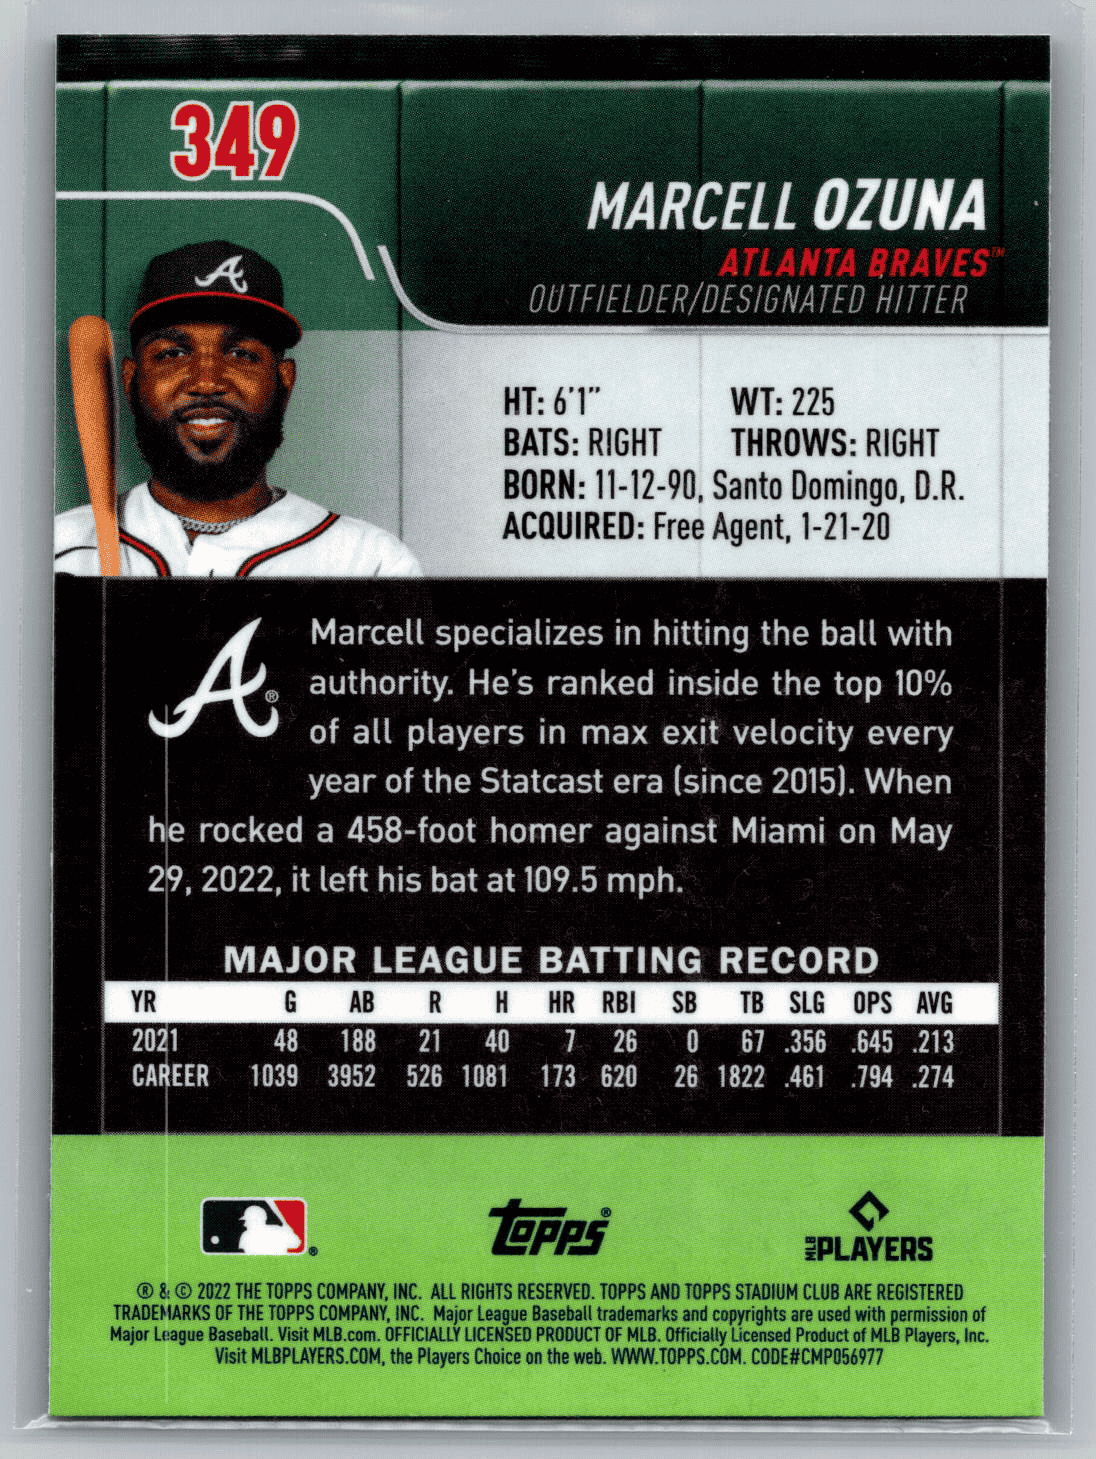 349
MARCELL OZUNA
ATLANTA BRAVES™
OUTFIELDER/DESIGNATED HITTER
HT: 6'1" WT: 225
BATS: RIGHT THROWS: RIGHT
BORN: 11-12-90, Santo Domingo, D.R.
ACQUIRED: Free Agent, 1-21-20
A®
Marcell specializes in hitting the ball with
authority. He's ranked inside the top 10%
of all players in max exit velocity every
year of the Statcast era (since 2015). When
he rocked a 458-foot homer against Miami on May
29, 2022, it left his bat at 109.5 mph.
MAJOR LEAGUE BATTING RECORD
YR G AB R H HR RBI SB TB SLG OPS AVG
2021 48 188 21 40 7 26 0 67 .356 .645 .213
CAREER 1039 3952 526 1081 173 620 26 1822 .461 .794 .274
topps®
MLB PLAYERS
® & © 2022 THE TOPPS COMPANY, INC. ALL RIGHTS RESERVED. TOPPS AND TOPPS STADIUM CLUB ARE REGISTERED
TRADEMARKS OF THE TOPPS COMPANY, INC. Major League Baseball trademarks and copyrights are used with permission of
Major League Baseball. Visit MLB.com. OFFICIALLY LICENSED PRODUCT OF MLB. Officially Licensed Product of MLB Players, Inc.
Visit MLBPLAYERS.COM, the Players Choice on the web. WWW.TOPPS.COM. CODE#CMP056977